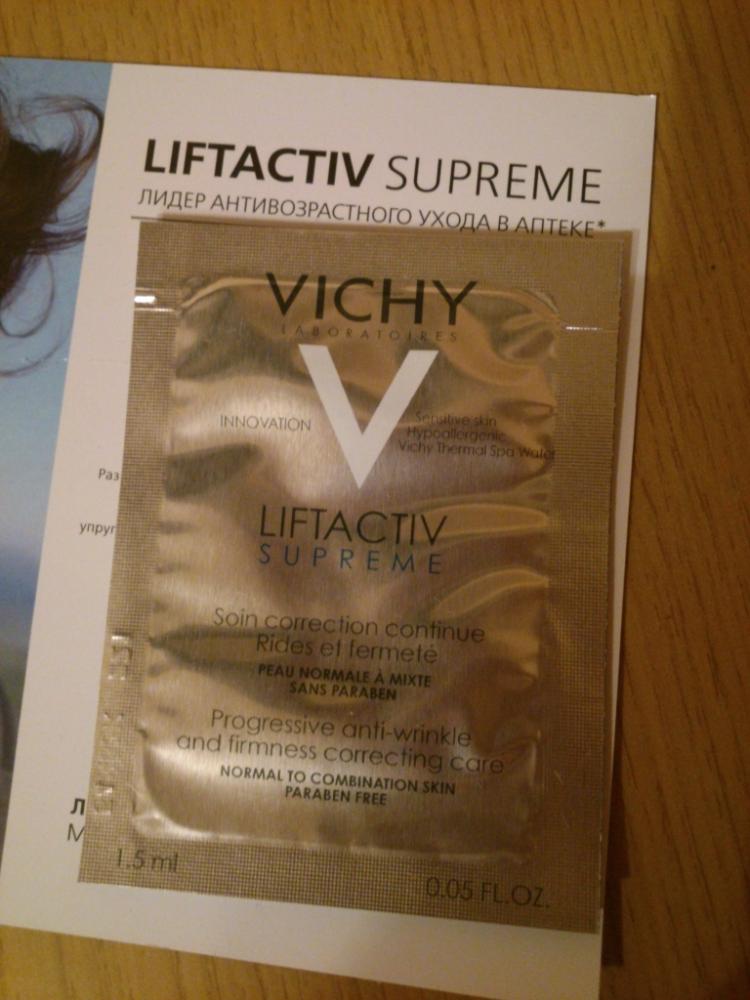 LIFTACTIV SUPREME
ЛИДЕР АНТИВОЗРАСТНОГО УХОДА В АПТЕКЕ*
VICHY
LABORATOIRES
INNOVATION
Sensitive skin
Hypoallergenic
Vichy Thermal Spa Water
Раз
упруг
LIFTACTIV
SUPREME
Soin correction continue
Rides et fermeté
PEAU NORMALE À MIXTE
SANS PARABEN
Progressive anti-wrinkle
and firmness correcting care
NORMAL TO COMBINATION SKIN
PARABEN FREE
Л
М
1.5 ml
0.05 FL.OZ.